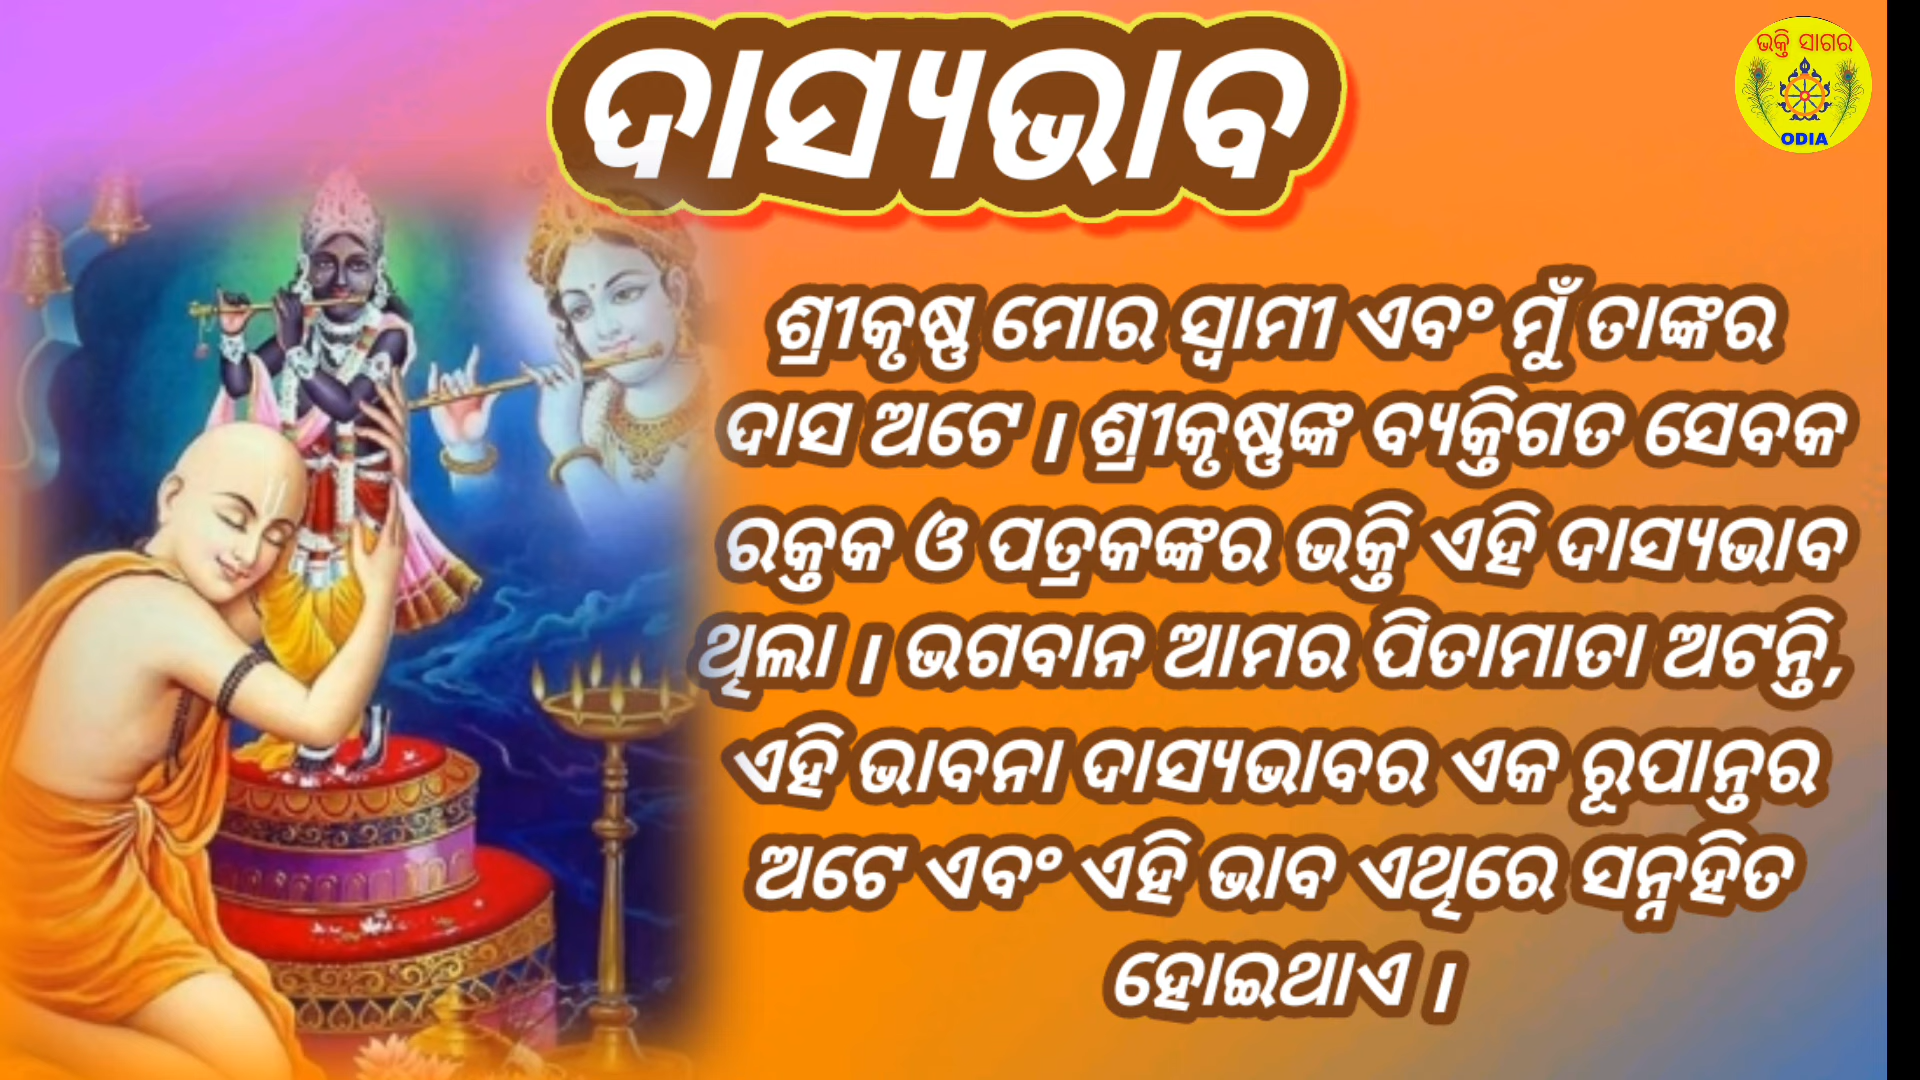 ଦାସ୍ୟଭାବ
ଭକ୍ତି ସାଗର
ODIA
ଶ୍ରୀକୃଷ୍ଣ ମୋର ସ୍ୱାମୀ ଏବଂ ମୁଁ ତାଙ୍କର
ଦାସ ଅଟେ । ଶ୍ରୀକୃଷ୍ଣଙ୍କ ବ୍ୟକ୍ତିଗତ ସେବକ
ରକ୍ତକ ଓ ପତ୍ରକଙ୍କର ଭକ୍ତି ଏହି ଦାସ୍ୟଭାବ
ଥିଲା । ଭଗବାନ ଆମର ପିତାମାତା ଅଟନ୍ତି,
ଏହି ଭାବନା ଦାସ୍ୟଭାବର ଏକ ରୂପାନ୍ତର
ଅଟେ ଏବଂ ଏହି ଭାବ ଏଥିରେ ସନ୍ନହିତ
ହୋଇଥାଏ ।